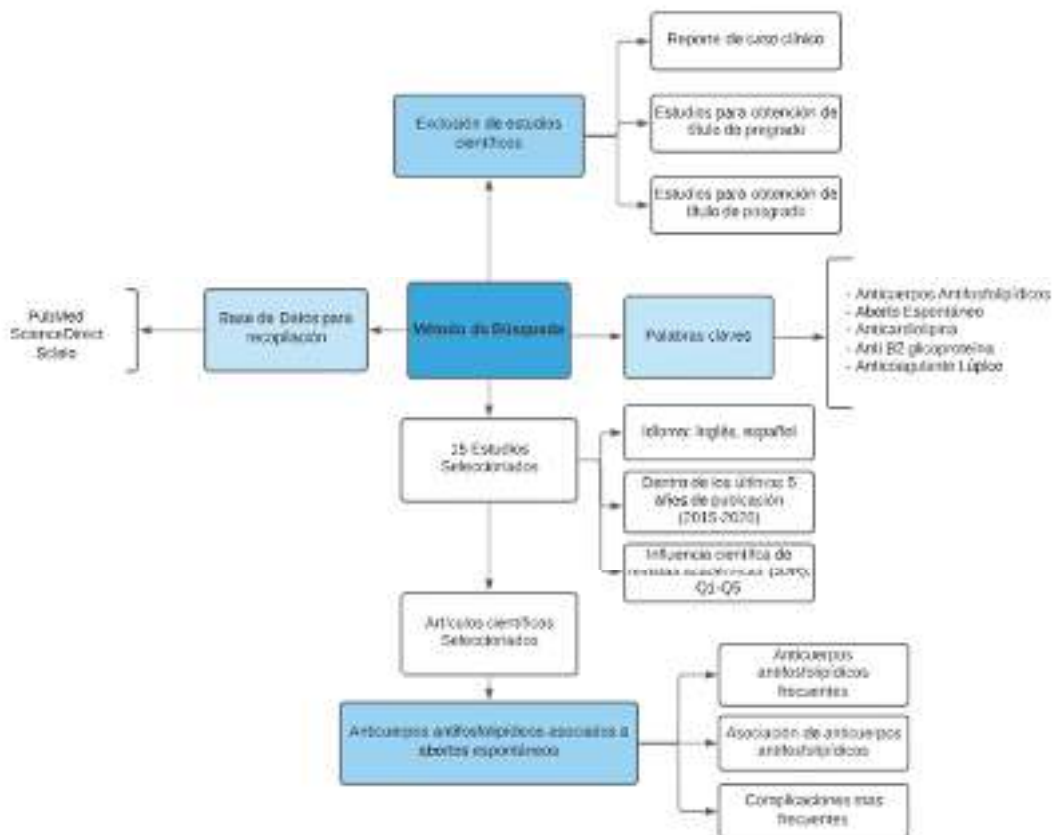 Reporte de caso clínico
Exclusión de estudios
científicos
Estudios para obtención de
título de pregrado
Estudios para obtención de
título de posgrado
PubMed
ScienceDirect
Scielo
Base de Datos para
recopilación
Método de Búsqueda
Palabras claves
- Anticuerpos Antifosfolipídicos
- Aborto Espontáneo
- Anticardiolipina
- Anti B2 glicoproteína
- Anticoagulante Lúpico
15 Estudios
Seleccionados
Idioma: Inglés, español
Dentro de los últimos 5
años de publicación
(2015-2020)
Influencia científica de
Q1-Q5
Artículos científicos
Seleccionados
Anticuerpos antifosfolipídicos asociados a
abortos espontáneos
Anticuerpos
antifosfolipídicos
frecuentes
Asociación de anticuerpos
antifosfolipídicos
Complicaciones mas
frecuentes